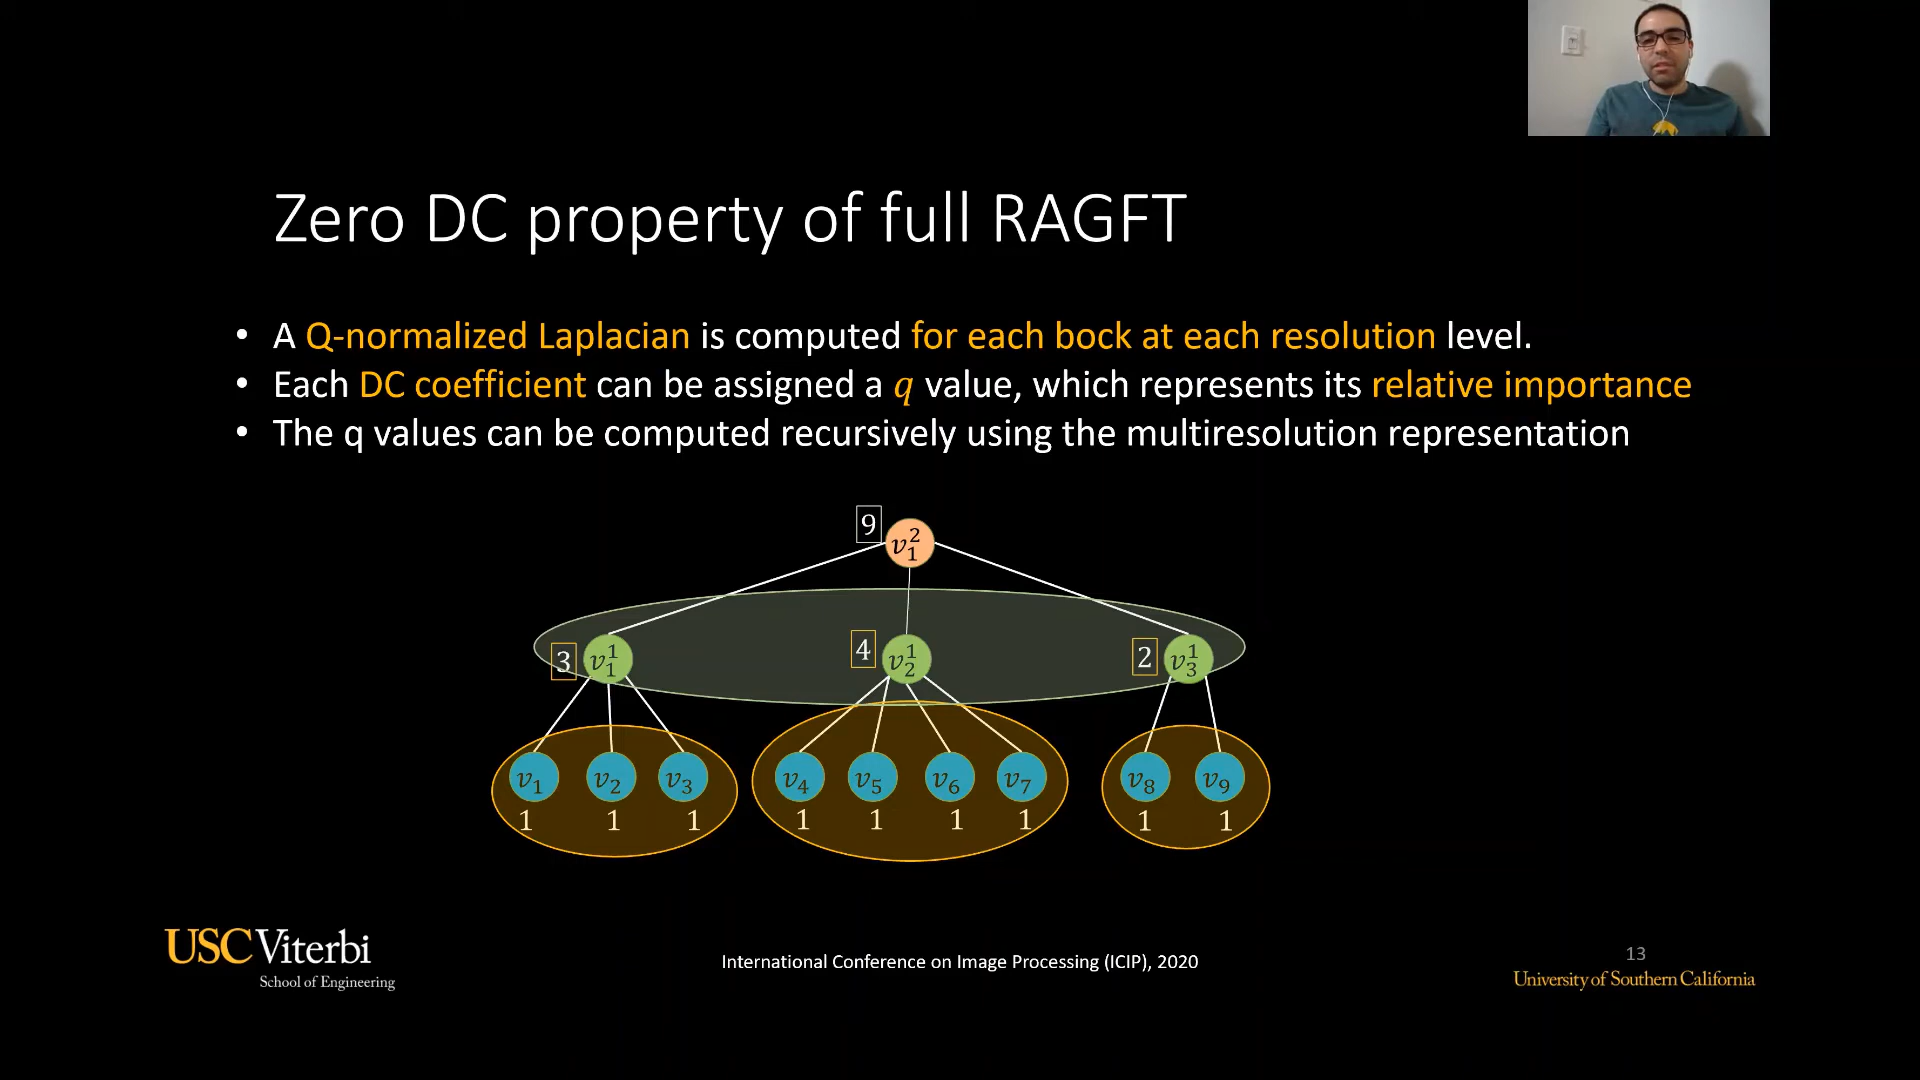 Zero DC property of full RAGFT
• A Q-normalized Laplacian is computed for each bock at each resolution level.
• Each DC coefficient can be assigned a q value, which represents its relative importance
• The q values can be computed recursively using the multiresolution representation
9 v₁²
3 v₁¹ 4 v₂¹ 2 v₃¹
v₁ v₂ v₃ v₄ v₅ v₆ v₇ v₈ v₉
1 1 1 1 1 1 1 1 1
USC Viterbi
School of Engineering
International Conference on Image Processing (ICIP), 2020
13
University of Southern California